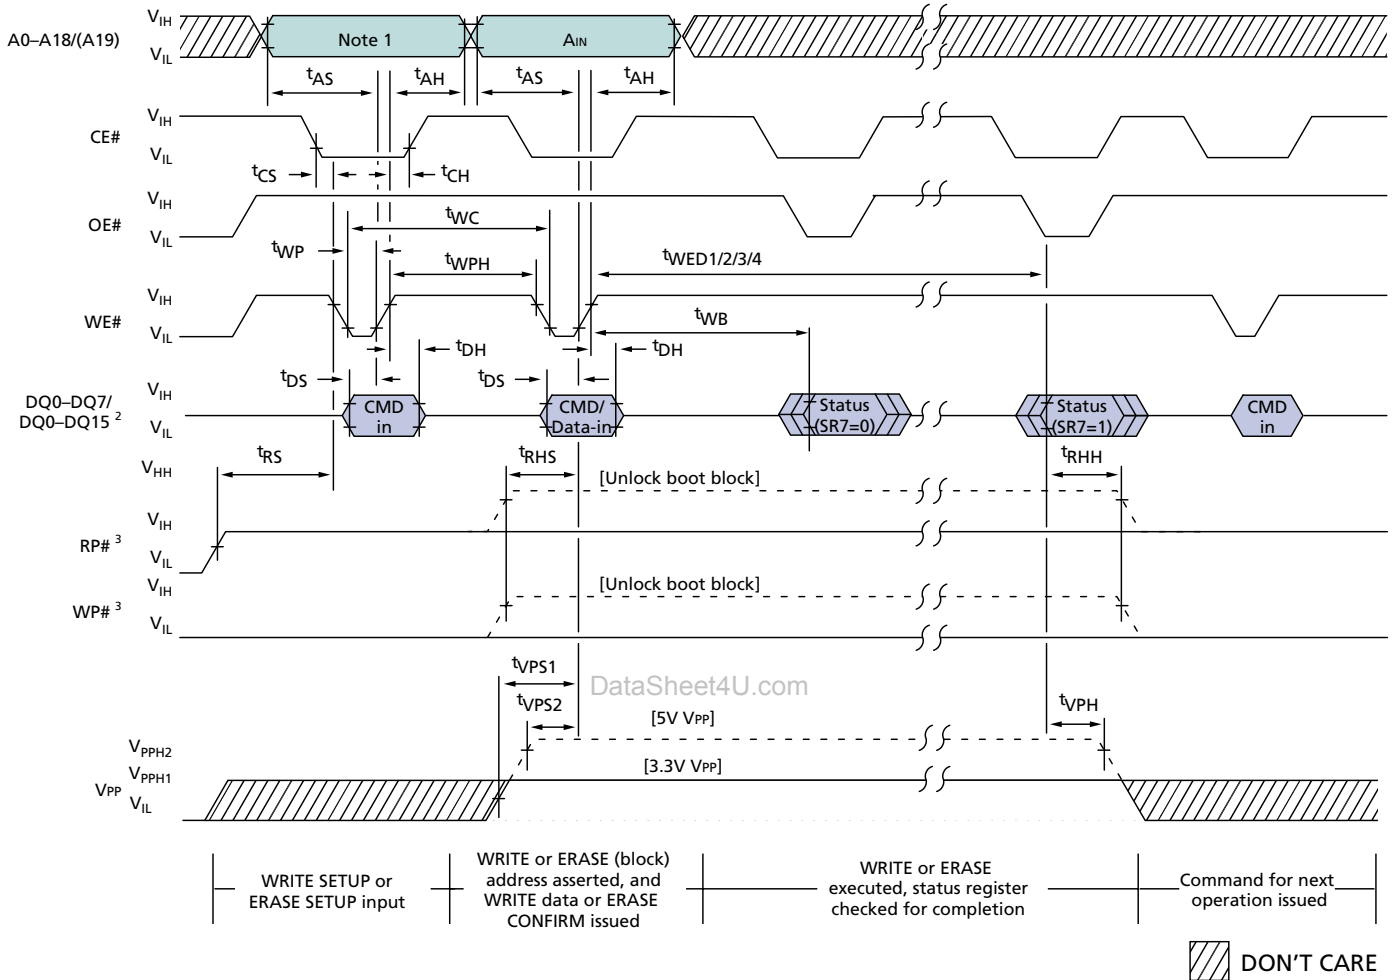 A0–A18/(A19)
VIH
VIL
Note 1
AIN
tAS
tAH
tAS
tAH
CE#
VIH
VIL
tCS
tCH
OE#
VIH
VIL
tWC
tWP
tWPH
tWED1/2/3/4
WE#
VIH
VIL
tWB
tDH
tDH
tDS
tDS
DQ0–DQ7/
DQ0–DQ15 2
VIH
VIL
CMD
in
CMD/
Data-in
Status
(SR7=0)
Status
(SR7=1)
CMD
in
tRS
tRHS
tRHH
VHH
[Unlock boot block]
RP# 3
VIH
VIL
WP# 3
VIH
VIL
[Unlock boot block]
tVPS1
DataSheet4U.com
tVPS2
tVPH
[5V VPP]
VPPH2
VPPH1
[3.3V VPP]
VPP
VIL
WRITE SETUP or
ERASE SETUP input
WRITE or ERASE (block)
address asserted, and
WRITE data or ERASE
CONFIRM issued
WRITE or ERASE
executed, status register
checked for completion
Command for next
operation issued
DON'T CARE